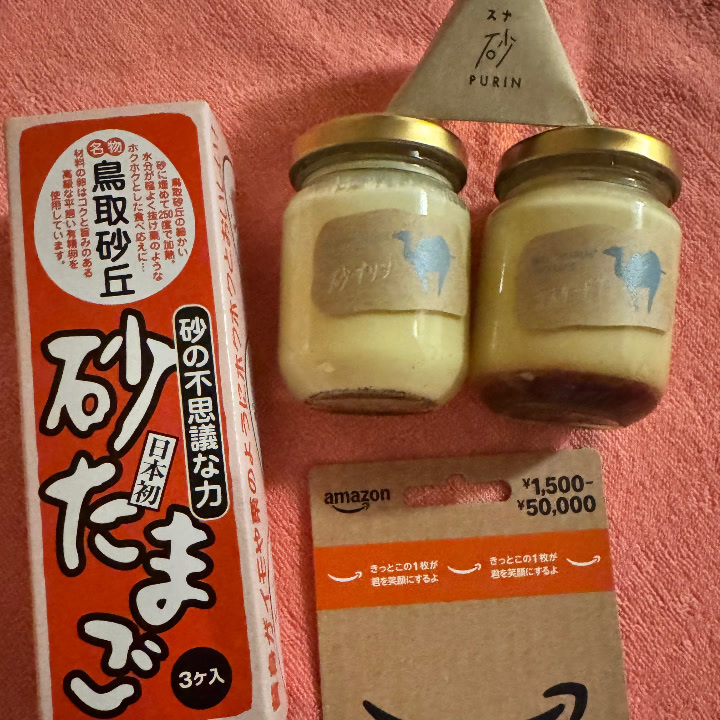 名物
鳥取砂丘
鳥取砂丘の細かい
砂に埋めて250度で加熱。
水分が程よく抜け栗のような
ホクホクとした食べ応えに…
材料の卵はコクと旨みのある
高級な平飼い有精卵を
使用しています。
砂の不思議な力
日本初
砂たまご
3ヶ入
スナ
砂
PURIN
砂プリン
amazon
¥1,500-
¥50,000
きっとこの1枚が
君を笑顔にするよ
きっとこの1枚が
君を笑顔にするよ